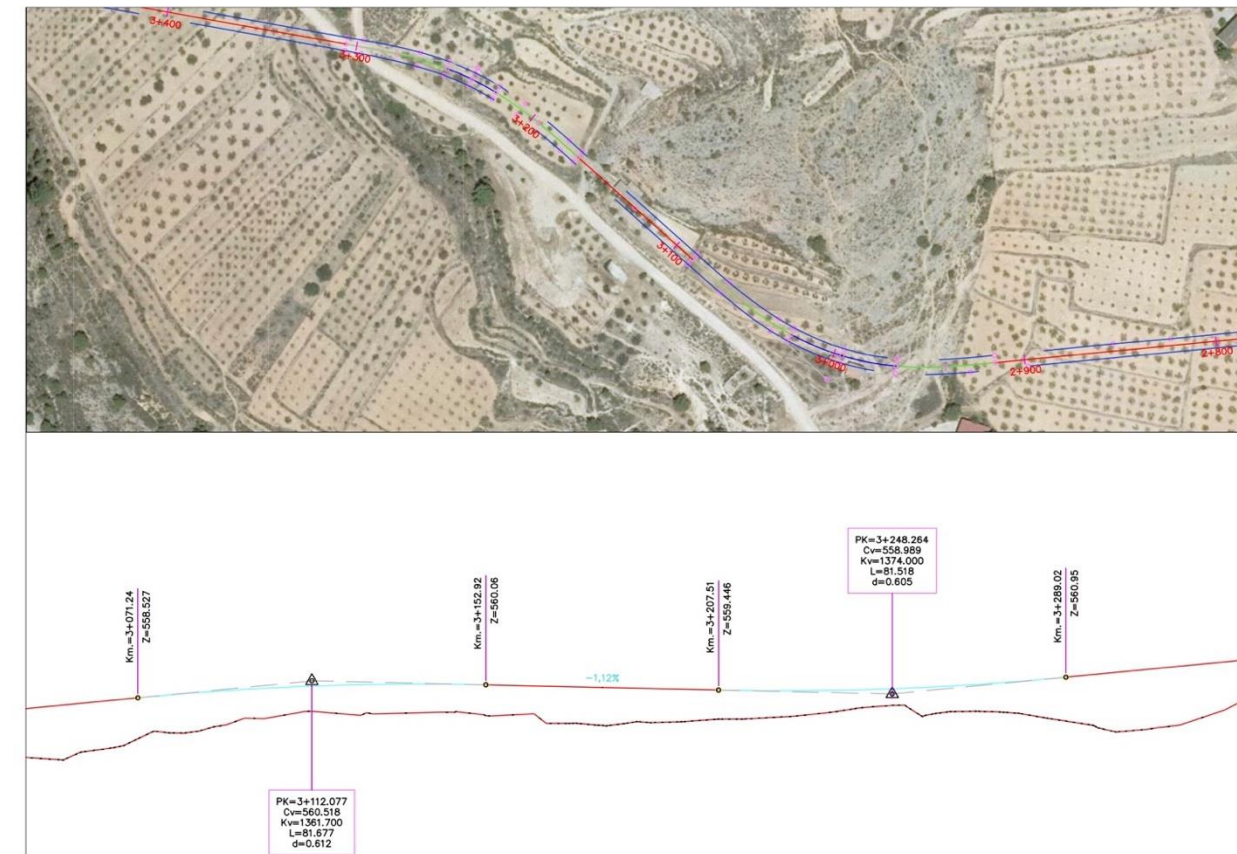 3+400
3+300
3+200
3+100
3+000
2+900
2+800
PK=3+248.264
Cv=558.989
Kv=1374.000
L=81.518
d=0.605
Km.=3+071.24
Z=558.527
Km.=3+152.92
Z=560.06
Km.=3+207.51
Z=559.446
Km.=3+289.02
Z=560.95
-1,12%
PK=3+112.077
Cv=560.518
Kv=1361.700
L=81.677
d=0.612